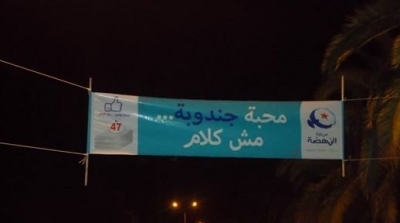 محبة جندوبة...
مش كلام
حركة
النهضة
47